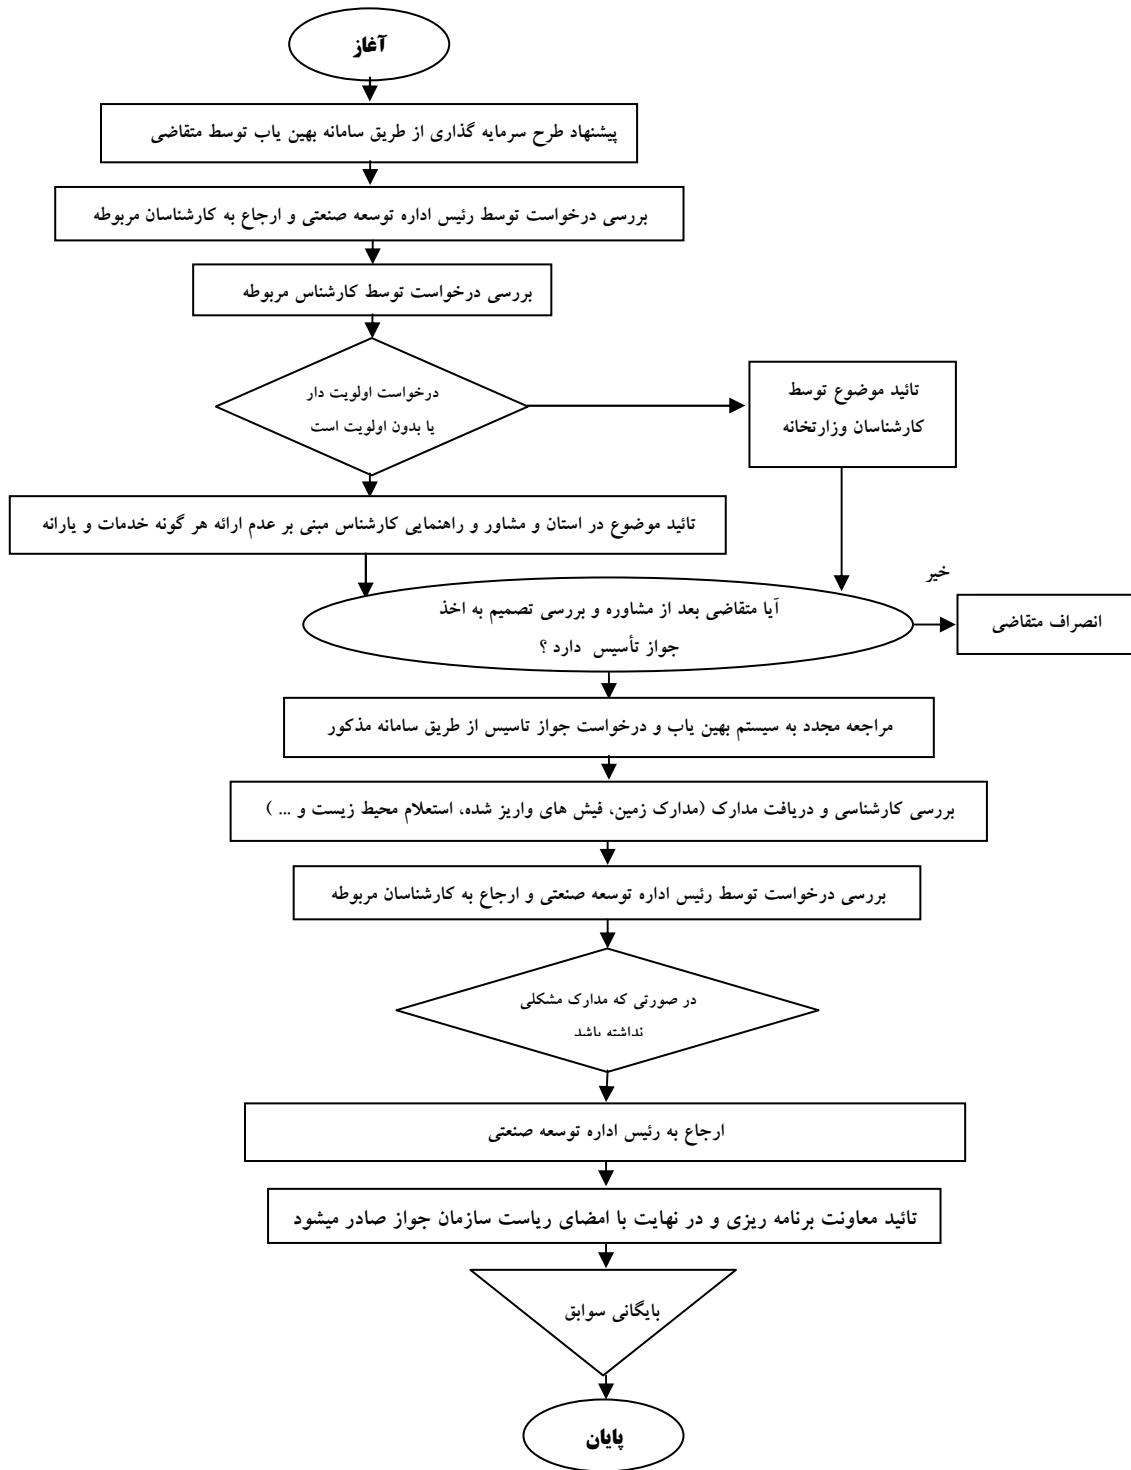 آغاز
پیشنهاد طرح سرمایه گذاری از طریق سامانه بهین یاب توسط متقاضی
بررسی درخواست توسط رئیس اداره توسعه صنعتی و ارجاع به کارشناسان مربوطه
بررسی درخواست توسط کارشناس مربوطه
درخواست اولویت دار
یا بدون اولویت است
تائید موضوع توسط
کارشناسان وزارتخانه
تائید موضوع در استان و مشاور و راهنمایی کارشناس مبنی بر عدم ارائه هر گونه خدمات و یارانه
خیر
آیا متقاضی بعد از مشاوره و بررسی تصمیم به اخذ
جواز تأسیس دارد ؟
انصراف متقاضی
مراجعه مجدد به سیستم بهین یاب و درخواست جواز تاسیس از طریق سامانه مذکور
بررسی کارشناسی و دریافت مدارک (مدارک زمین، فیش های واریز شده، استعلام محیط زیست و ... )
بررسی درخواست توسط رئیس اداره توسعه صنعتی و ارجاع به کارشناسان مربوطه
در صورتی که مدارک مشکلی
نداشته باشد
ارجاع به رئیس اداره توسعه صنعتی
تائید معاونت برنامه ریزی و در نهایت با امضای ریاست سازمان جواز صادر میشود
بایگانی سوابق
پایان